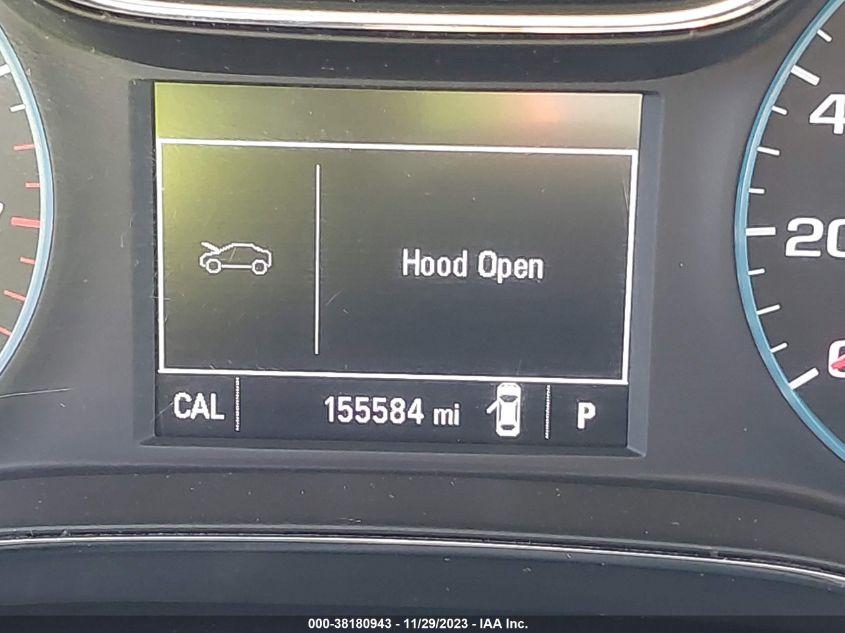 4
20
Hood Open
CAL 155584 mi P
000-38180943 - 11/29/2023 - IAA Inc.